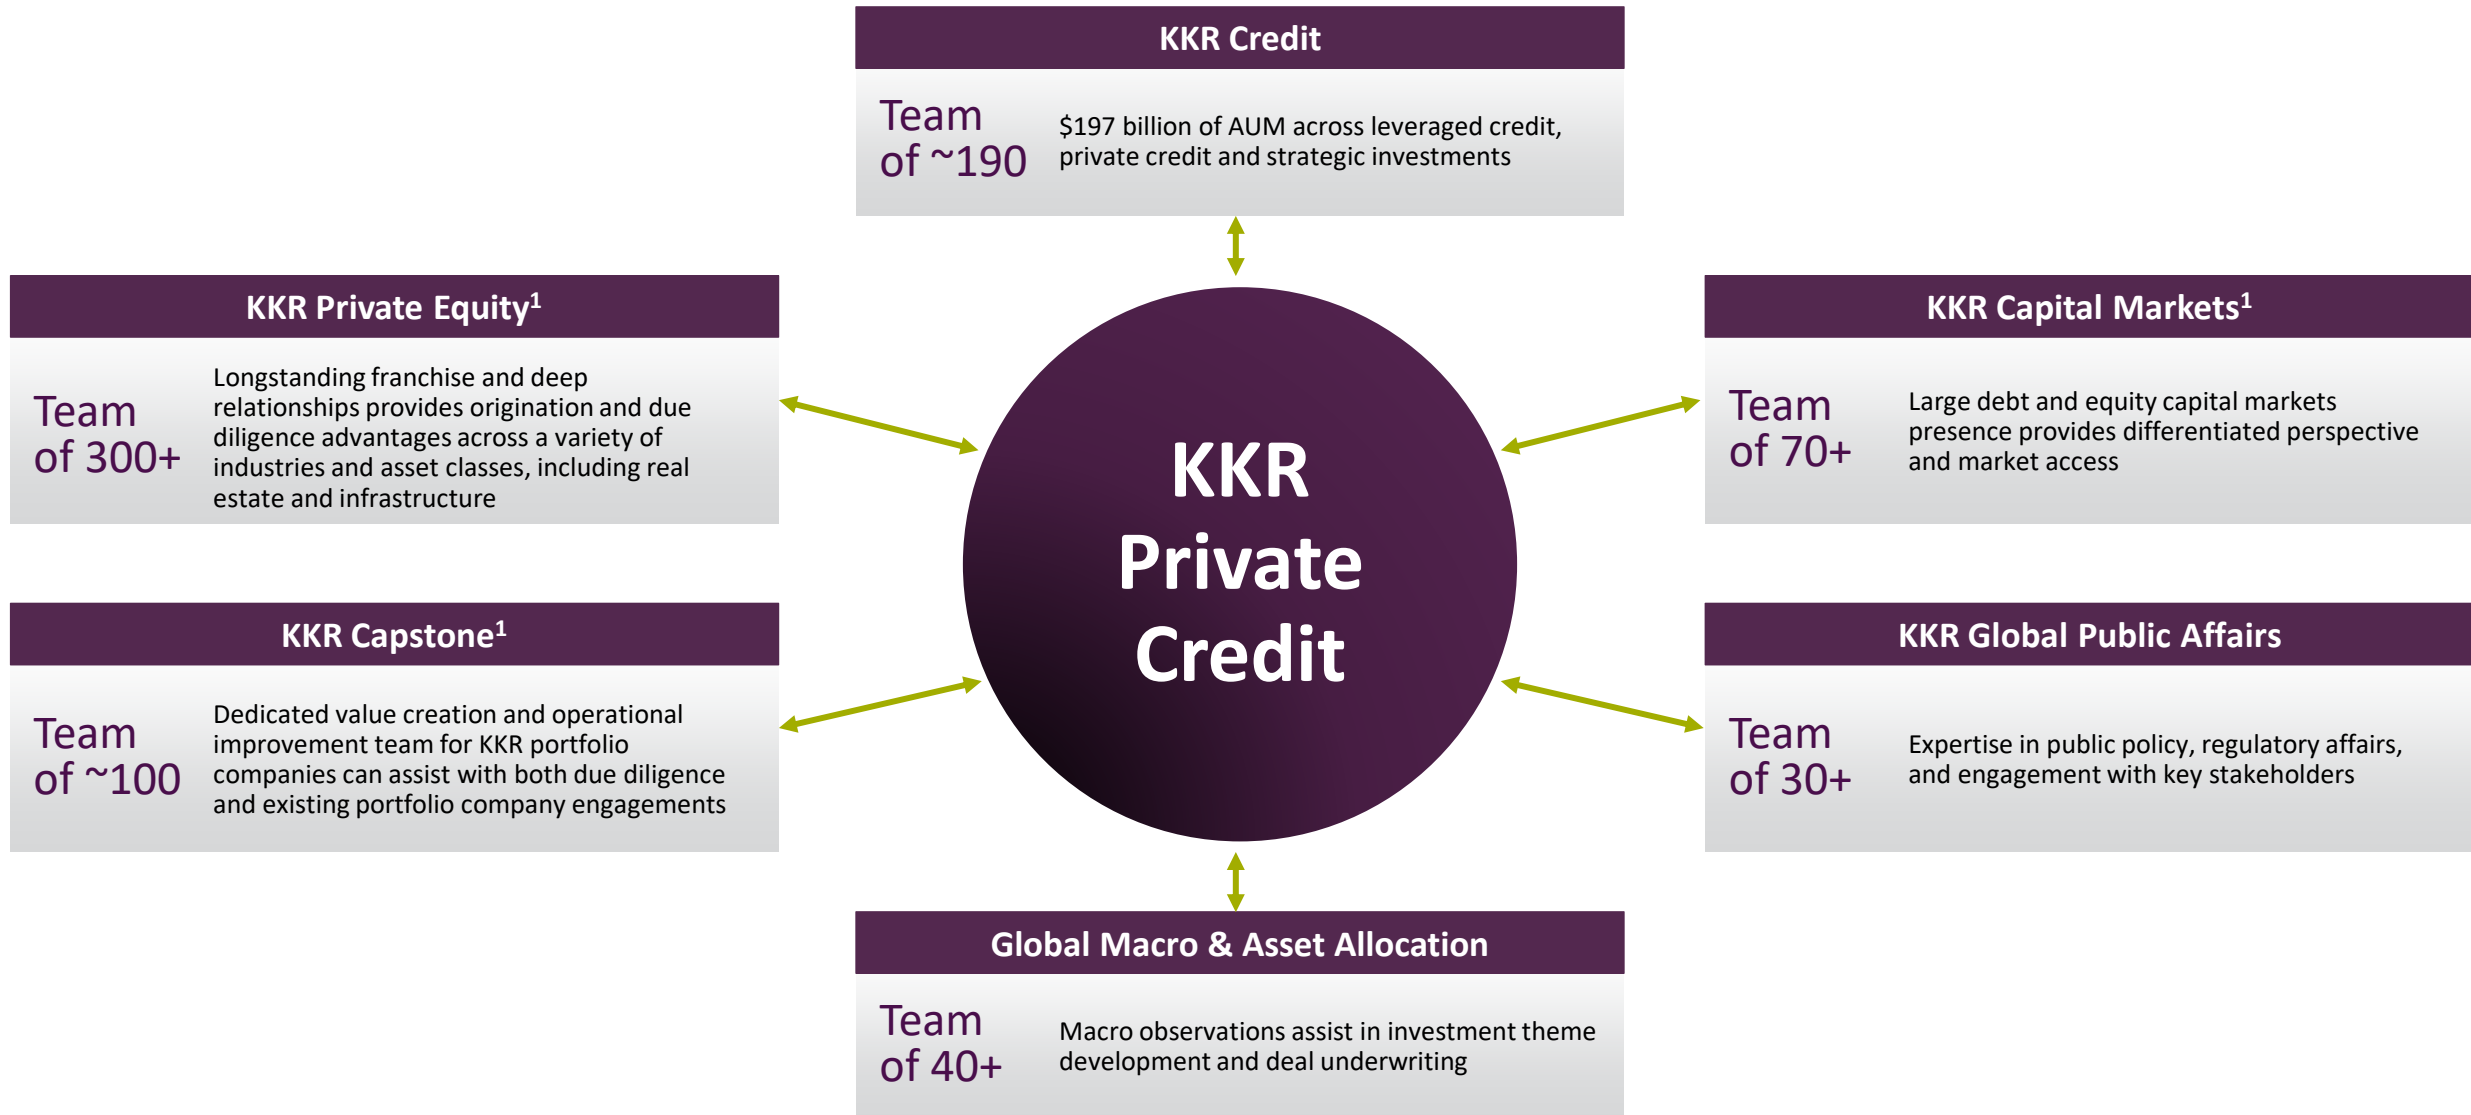 KKR Credit
Team
of ~190
$197 billion of AUM across leveraged credit,
private credit and strategic investments
KKR Private Equity1
Team
of 300+
Longstanding franchise and deep
relationships provides origination and due
diligence advantages across a variety of
industries and asset classes, including real
estate and infrastructure
KKR Capital Markets1
Team
of 70+
Large debt and equity capital markets
presence provides differentiated perspective
and market access
KKR
Private
Credit
KKR Capstone1
Team
of ~100
Dedicated value creation and operational
improvement team for KKR portfolio
companies can assist with both due diligence
and existing portfolio company engagements
KKR Global Public Affairs
Team
of 30+
Expertise in public policy, regulatory affairs,
and engagement with key stakeholders
Global Macro & Asset Allocation
Team
of 40+
Macro observations assist in investment theme
development and deal underwriting